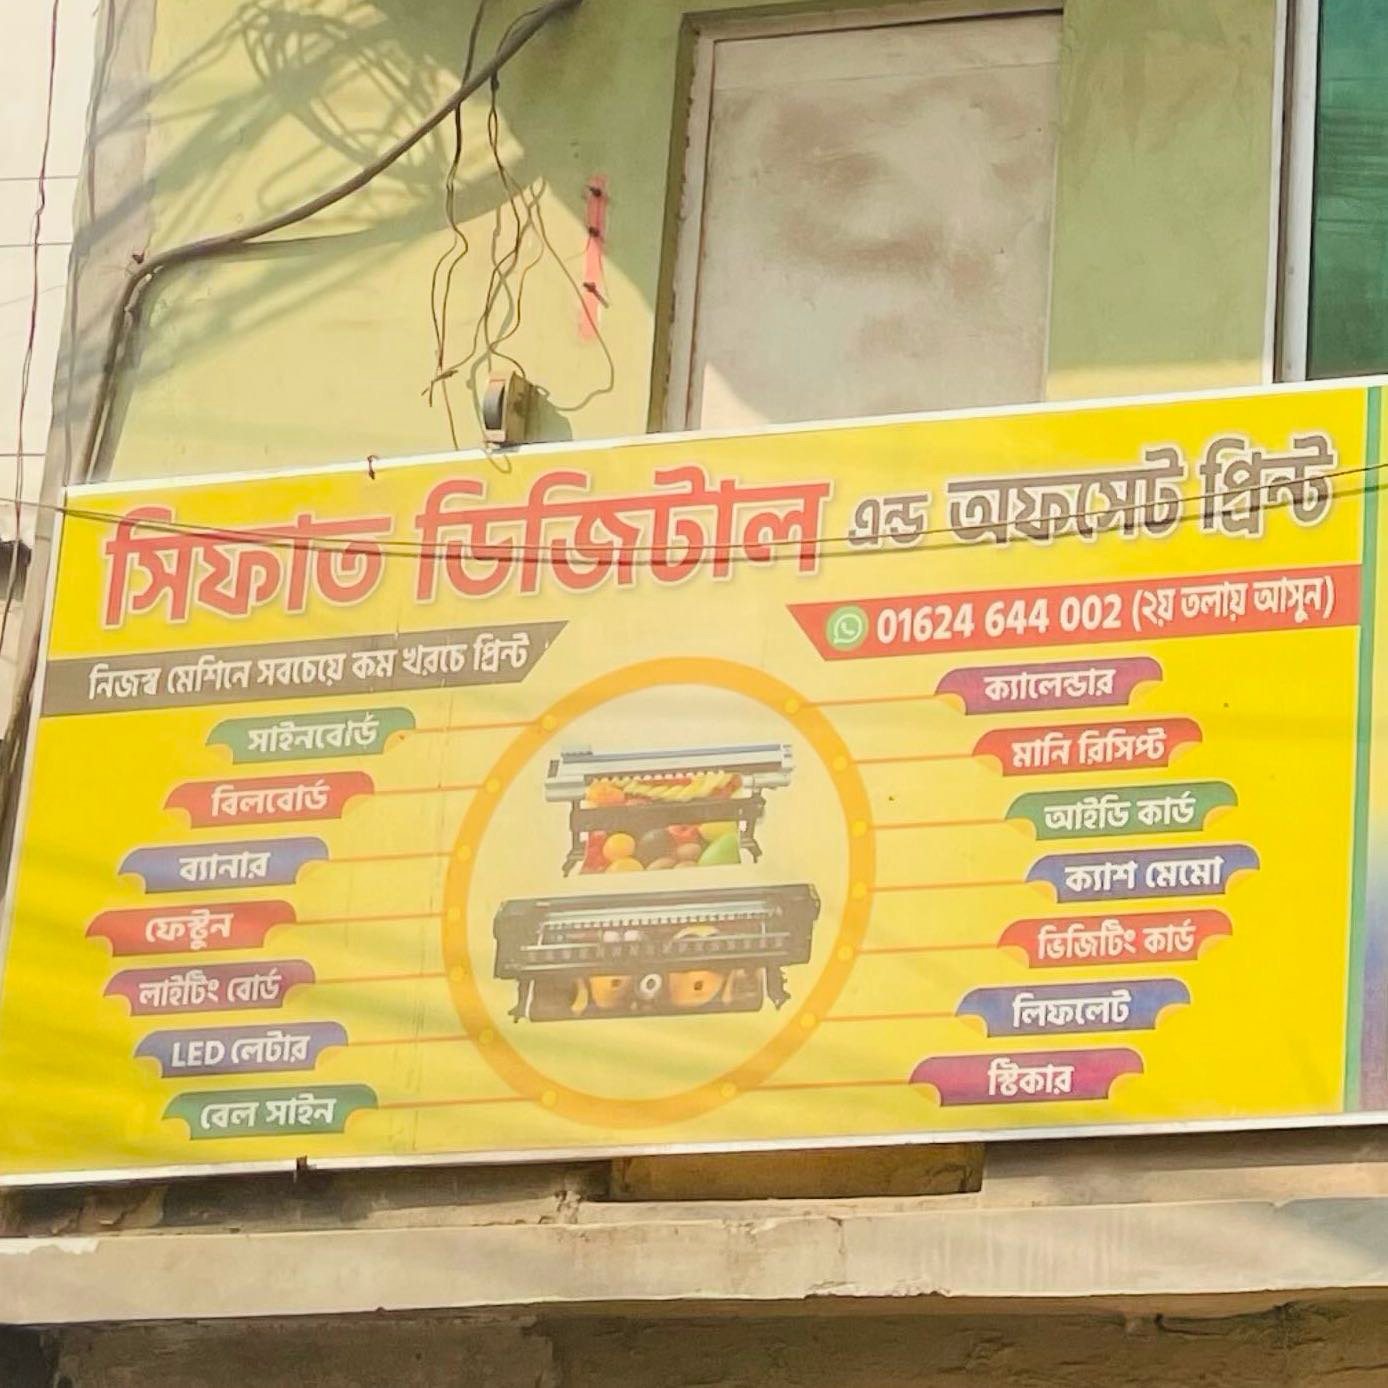 সিফাত ডিজিটাল এন্ড অফসেট প্রিন্ট
01624 644 002 (২য় তলায় আসুন)
নিজস্ব মেশিনে সবচেয়ে কম খরচে প্রিন্ট
সাইনবোর্ড
বিলবোর্ড
ব্যানার
ফেস্টুন
লাইটিং বোর্ড
LED লেটার
বেল সাইন
ক্যালেন্ডার
মানি রিসিপ্ট
আইডি কার্ড
ক্যাশ মেমো
ভিজিটিং কার্ড
লিফলেট
স্টিকার